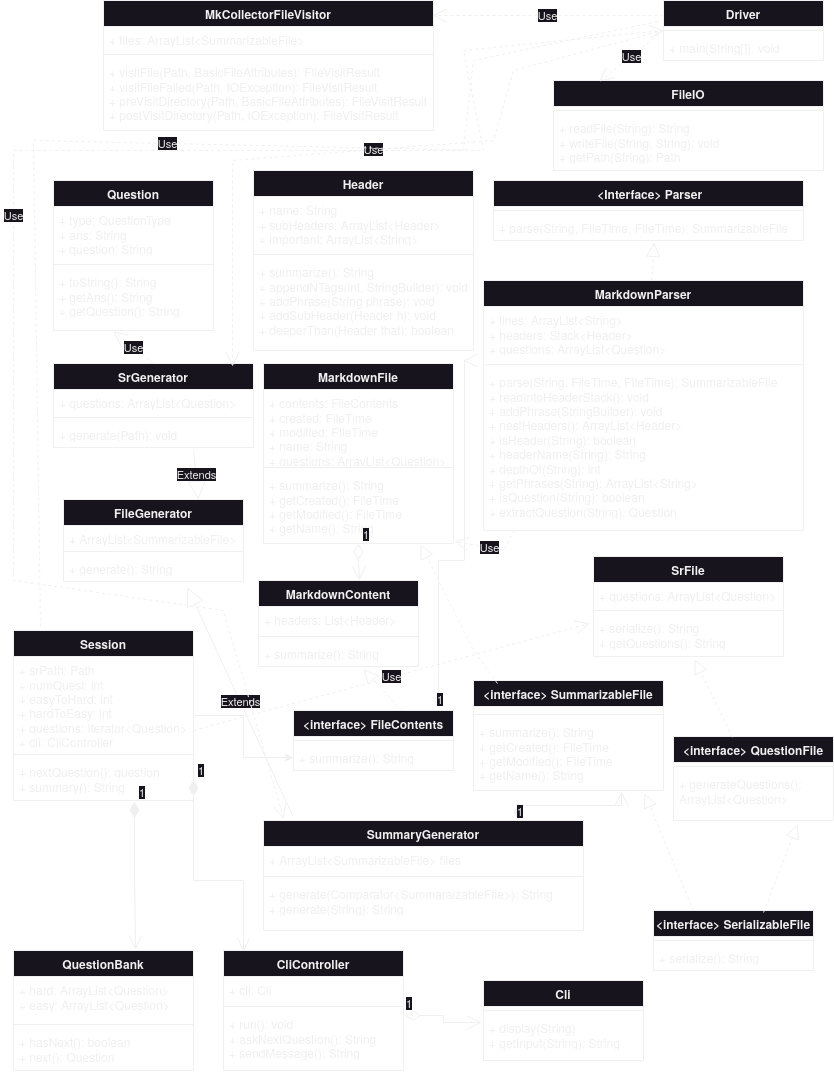 MkCollectorFileVisitor
+ files: ArrayList<SummarizableFile>
+ visitFile(Path, BasicFileAttributes): FileVisitResult
+ visitFileFailed(Path, IOException): FileVisitResult
+ preVisitDirectory(Path, BasicFileAttributes): FileVisitResult
+ postVisitDirectory(Path, IOException): FileVisitResult
Use
Driver
+ main(String[]): void
Use
FileIO
+ readFile(String): String
+ writeFile(String, String): void
+ getPath(String): Path
Use
Use
Use
Question
+ type: QuestionType
+ ans: String
+ question: String
+ toString(): String
+ getAns(): String
+ getQuestion(): String
Header
+ name: String
+ subHeaders: ArrayList<Header>
+ important: ArrayList<String>
+ summarize(): String
+ appendNTags(int, StringBuilder): void
+ addPhrase(String phrase): void
+ addSubHeader(Header h): void
+ deeperThan(Header that): boolean
<Interface> Parser
+ parse(String, FileTime, FileTime): SummarizableFile
MarkdownParser
+ lines: ArrayList<String>
+ headers: Stack<Header>
+ questions: ArrayList<Question>
+ parse(String, FileTime, FileTime): SummarizableFile
+ readIntoHeaderStack(): void
+ addPhrase(StringBuilder): void
+ nestHeaders(): ArrayList<Header>
+ isHeader(String): boolean
+ headerName(String): String
+ depthOf(String): int
+ getPhrases(String): ArrayList<String>
+ isQuestion(String): boolean
+ extractQuestion(String): Question
Use
SrGenerator
+ questions: ArrayList<Question>
+ generate(Path): void
Extends
MarkdownFile
+ contents: FileContents
+ created: FileTime
+ modified: FileTime
+ name: String
+ questions: ArrayList<Question>
+ summarize(): String
+ getCreated(): FileTime
+ getModified(): FileTime
+ getName(): String
1
Use
FileGenerator
+ ArrayList<SummarizableFile>
+ generate(): String
MarkdownContent
+ headers: List<Header>
+ summarize(): String
Use
SrFile
+ questions: ArrayList<Question>
+ serialize(): String
+ getQuestions(): String
Session
+ srPath: Path
+ numQuest: int
+ easyToHard: int
+ hardToEasy: int
+ questions: Iterator<Question>
+ cli: CliController
+ nextQuestion(): question
+ summary(): String
Extends
1
<interface> FileContents
+ summarize(): String
<interface> SummarizableFile
+ summarize(): String
+ getCreated(): FileTime
+ getModified(): FileTime
+ getName(): String
<interface> QuestionFile
+ generateQuestions():
ArrayList<Question>
1
1
1
SummaryGenerator
+ ArrayList<SummarizableFile> files
+ generate(Comparator<SummaraizableFile>): String
+ generate(String): String
<interface> SerializableFile
+ serialize(): String
QuestionBank
+ hard: ArrayList<Question>
+ easy: ArrayList<Question>
+ hasNext(): boolean
+ next(): Question
CliController
+ cli: Cli
+ run(): void
+ askNextQuestion(): String
+ sendMessage(): String
1
Cli
+ display(String)
+ getInput(String): String